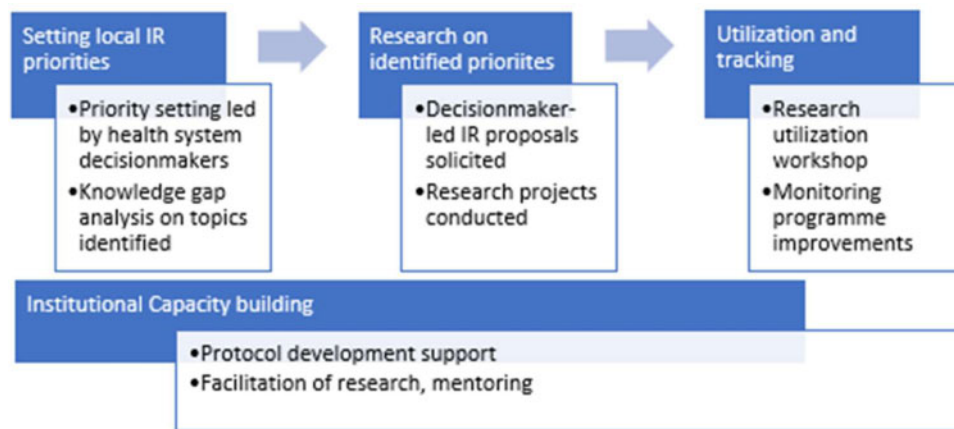 Setting local IR
priorities
•Priority setting led
by health system
decisionmakers
•Knowledge gap
analysis on topics
identified
Research on
identified prioriites
•Decisionmaker-
led IR proposals
solicited
•Research projects
conducted
Utilization and
tracking
•Research
utilization
workshop
•Monitoring
programme
improvements
Institutional Capacity building
•Protocol development support
•Facilitation of research, mentoring